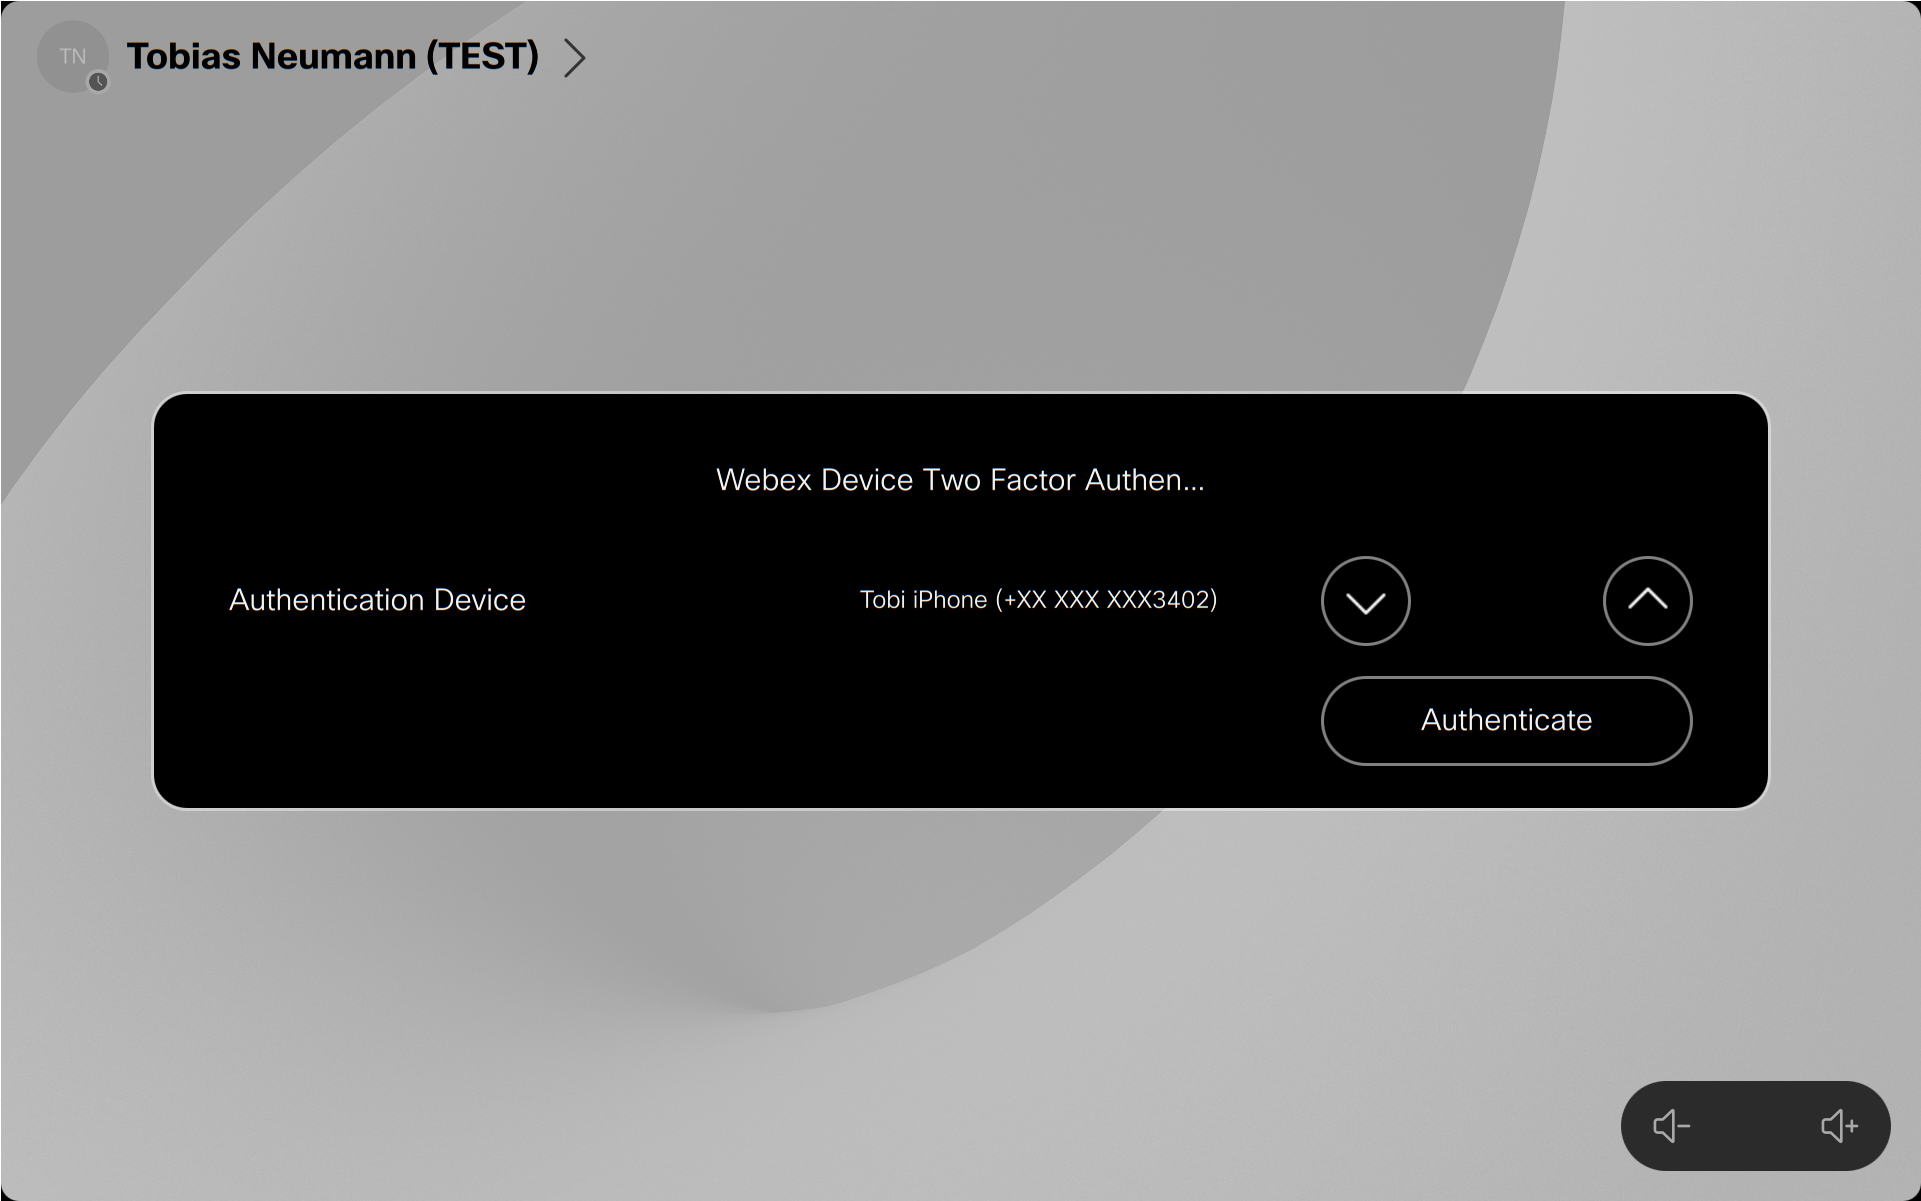 TN
Tobias Neumann (TEST)
Webex Device Two Factor Authen...
Authentication Device
Tobi iPhone (+XX XXX XXX3402)
Authenticate